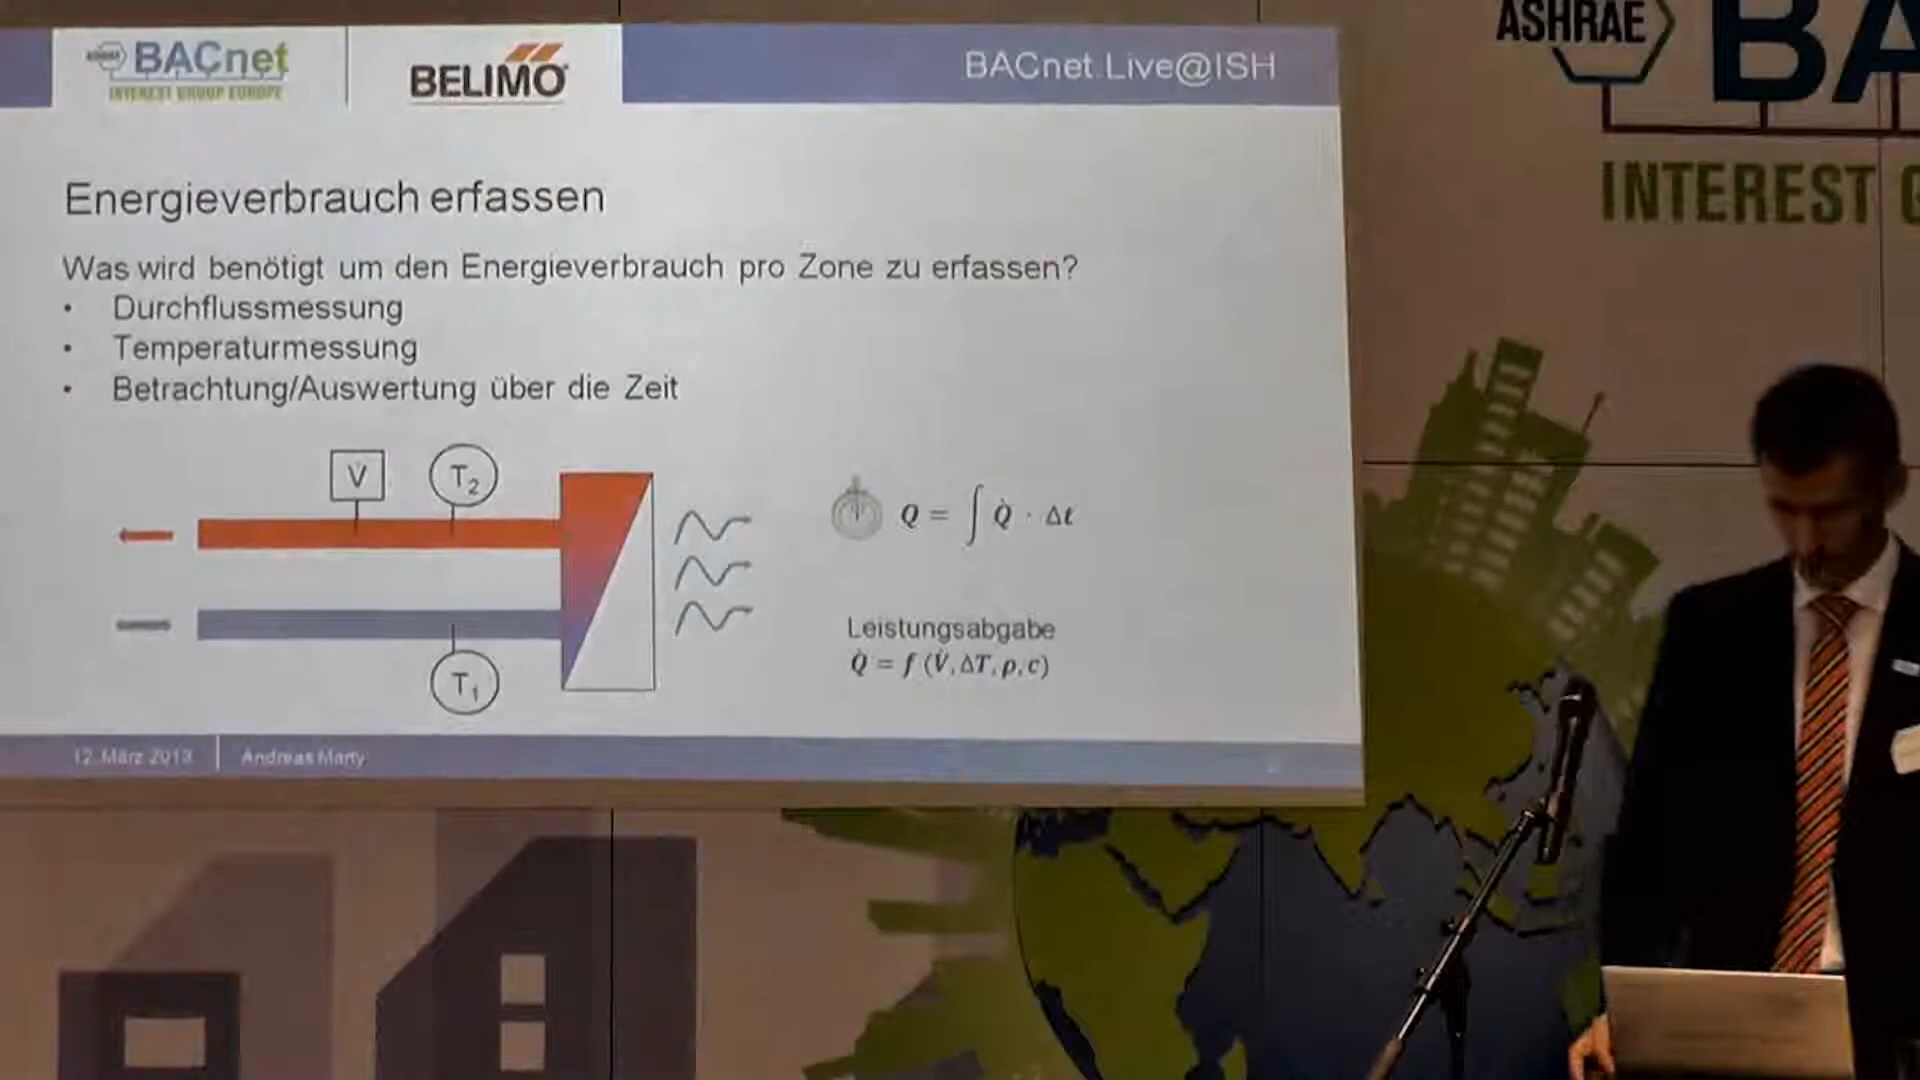 ASHRAE BACnet
INTEREST GROUP EUROPE
BELIMO
BACnet.Live@ISH
Energieverbrauch erfassen
Was wird benötigt um den Energieverbrauch pro Zone zu erfassen?
• Durchflussmessung
• Temperaturmessung
• Betrachtung/Auswertung über die Zeit
V̇ T₂
Q = ∫ Q̇ · Δt
T₁
Leistungsabgabe
Q̇ = f (V̇, ΔT, ρ, c)
12. März 2013 Andreas Marty
ASHRAE BA
INTEREST G